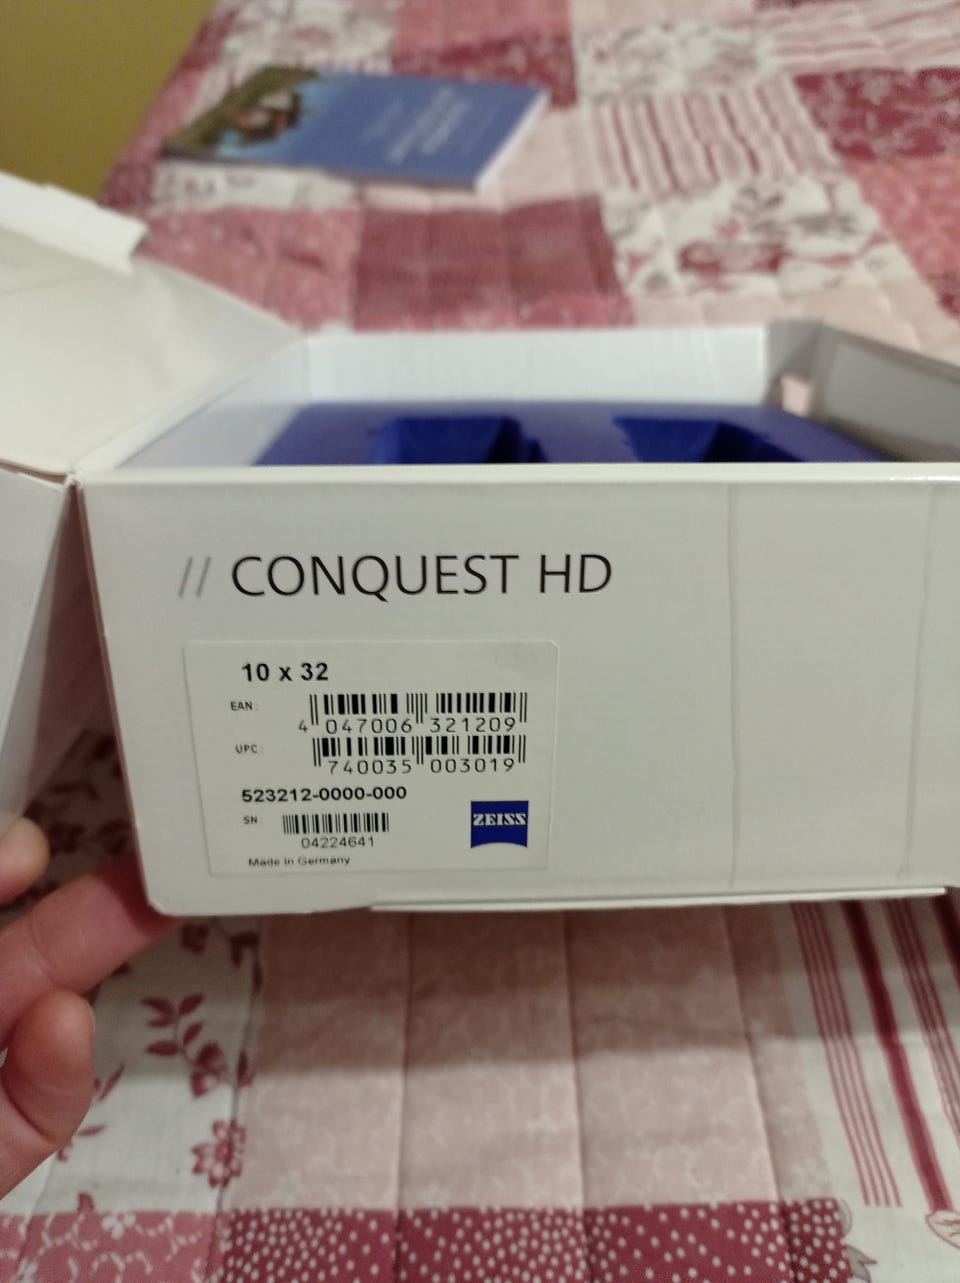 // CONQUEST HD
10 x 32
EAN:
4 047006 321209
UPC:
740035 003019
523212-0000-000
SN:
04224641
ZEISS
Made in Germany